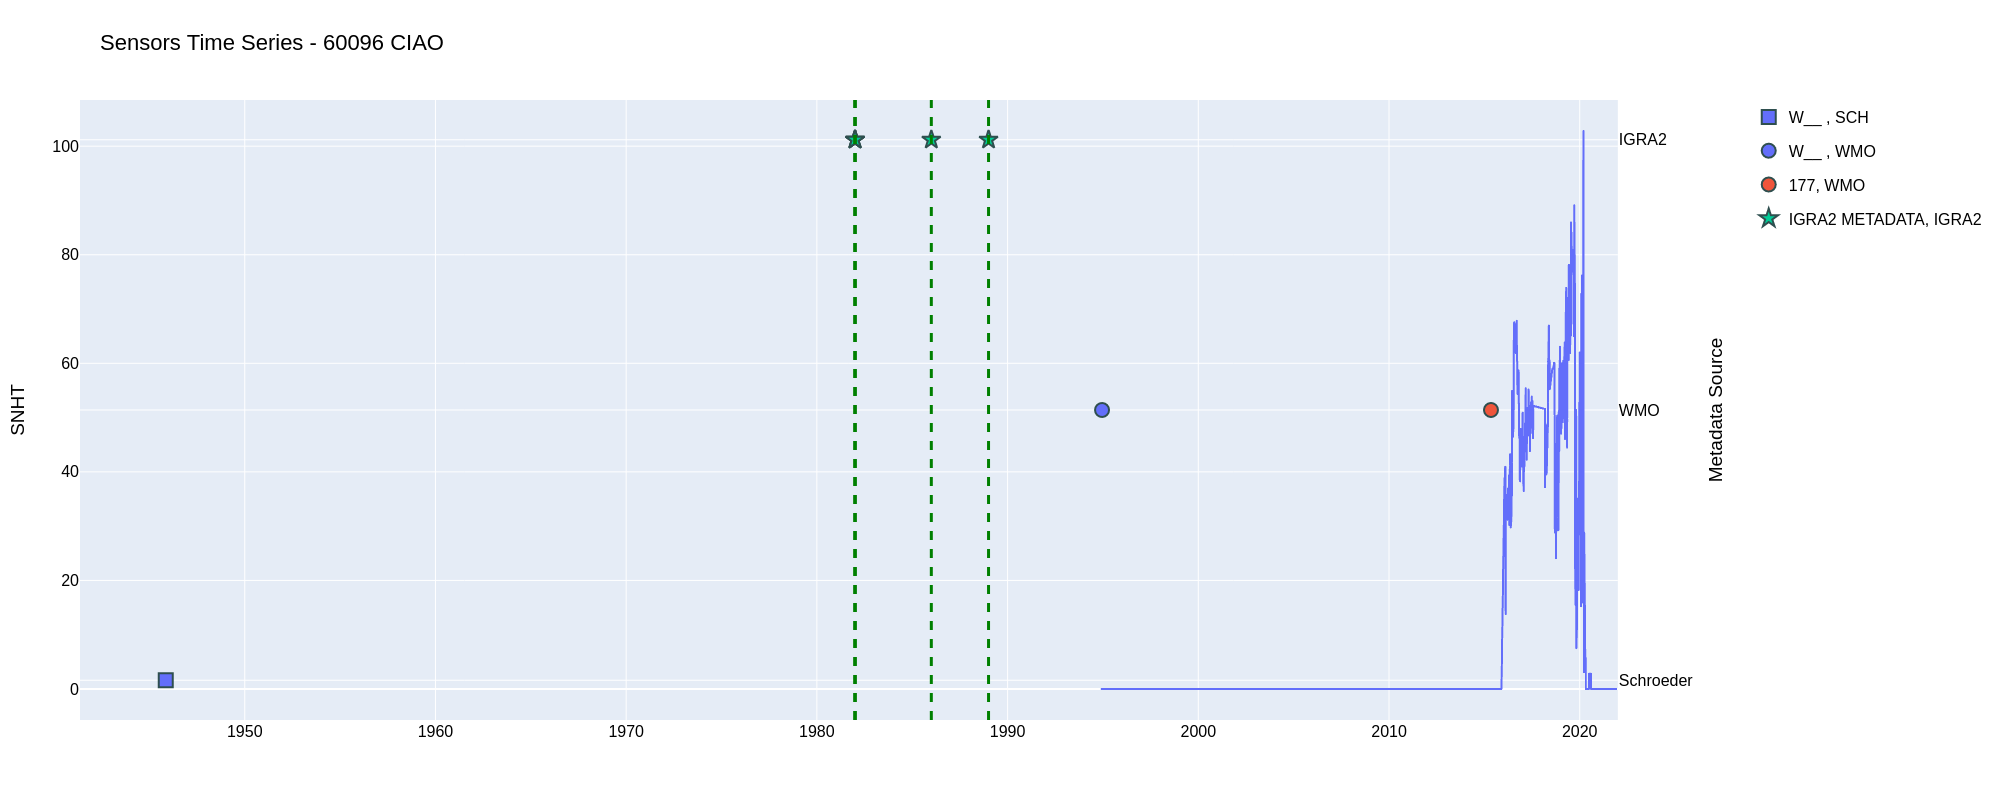 Sensors Time Series - 60096 CIAO
W__ , SCH
W__ , WMO
177, WMO
IGRA2 METADATA, IGRA2
100
80
60
40
20
0
SNHT
IGRA2
WMO
Schroeder
Metadata Source
1950
1960
1970
1980
1990
2000
2010
2020